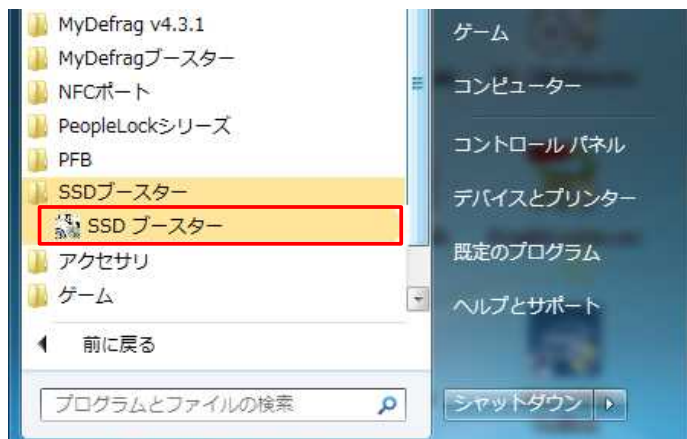 MyDefrag v4.3.1
MyDefragブースター
NFCポート
PeopleLockシリーズ
PFB
SSDブースター
SSD ブースター
アクセサリ
ゲーム
前に戻る
プログラムとファイルの検索
ゲーム
コンピューター
コントロール パネル
デバイスとプリンター
既定のプログラム
ヘルプとサポート
シャットダウン